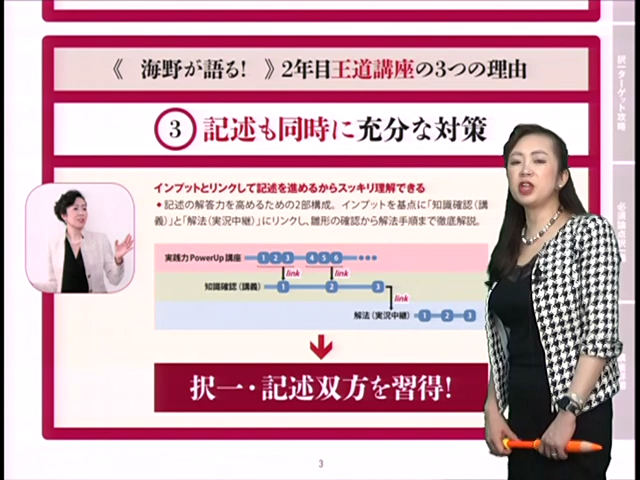 《 海野が語る! 》2年目王道講座の3つの理由
③ 記述も同時に充分な対策
インプットとリンクして記述を進めるからスッキリ理解できる
●記述の解答力を高めるための2部構成。インプットを基点に「知識確認（講
義）」と「解法（実況中継）」にリンクし、雛形の確認から解法手順まで徹底解説。
実践力PowerUp講座 1 2 3 4 5 6
link link
知識確認（講義） 1 2 3
link
解法（実況中継） 1 2 3
択一・記述双方を習得!
3
択一ターゲット攻略